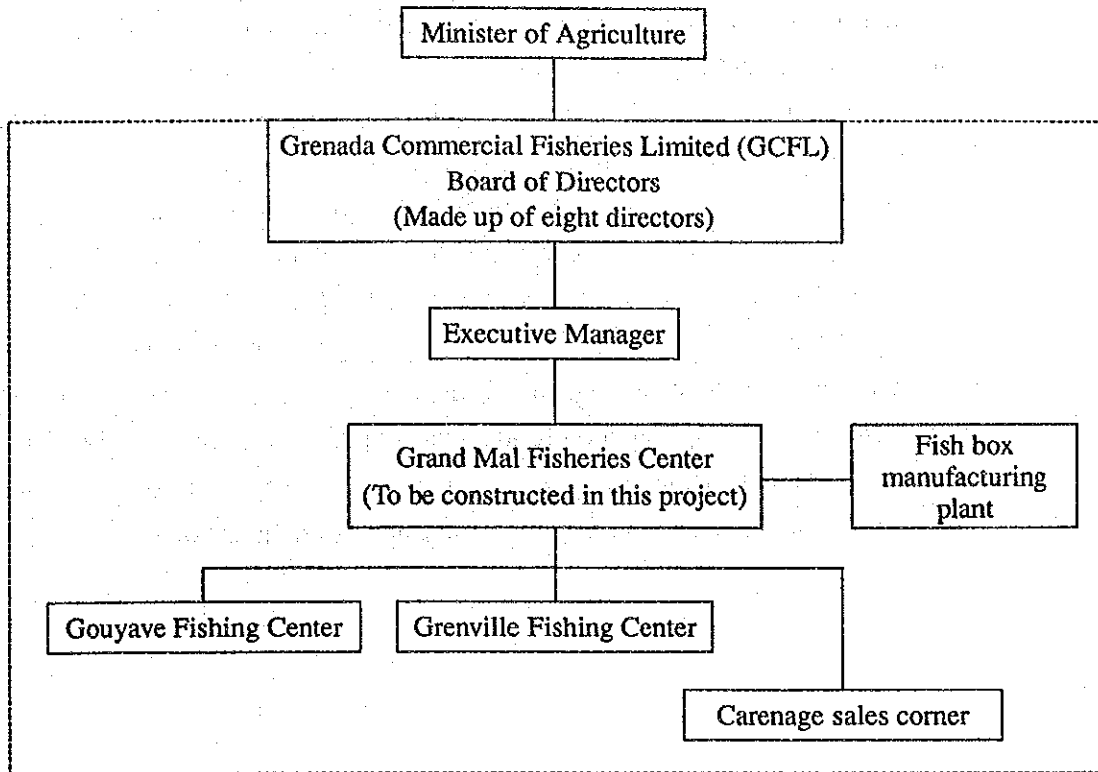 Minister of Agriculture
Grenada Commercial Fisheries Limited (GCFL)
Board of Directors
(Made up of eight directors)
Executive Manager
Grand Mal Fisheries Center
(To be constructed in this project)
Fish box
manufacturing
plant
Gouyave Fishing Center
Grenville Fishing Center
Carenage sales corner